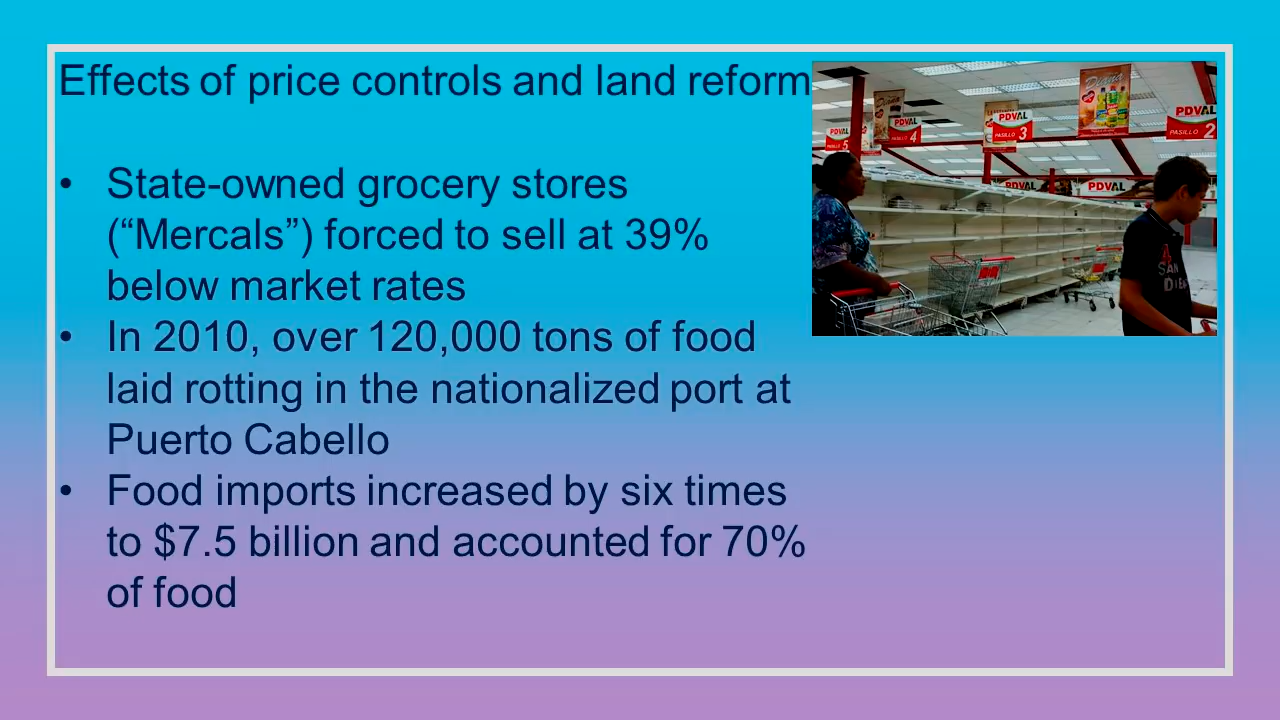 Effects of price controls and land reform
• State-owned grocery stores
(“Mercals”) forced to sell at 39%
below market rates
• In 2010, over 120,000 tons of food
laid rotting in the nationalized port at
Puerto Cabello
• Food imports increased by six times
to $7.5 billion and accounted for 70%
of food
Diana
PDVAL
PASILLO 5
PDVAL
PASILLO 4
PDVAL
PASILLO 3
PDVAL
PASILLO 2
PDVAL
PDVAL
SAN
DIEG